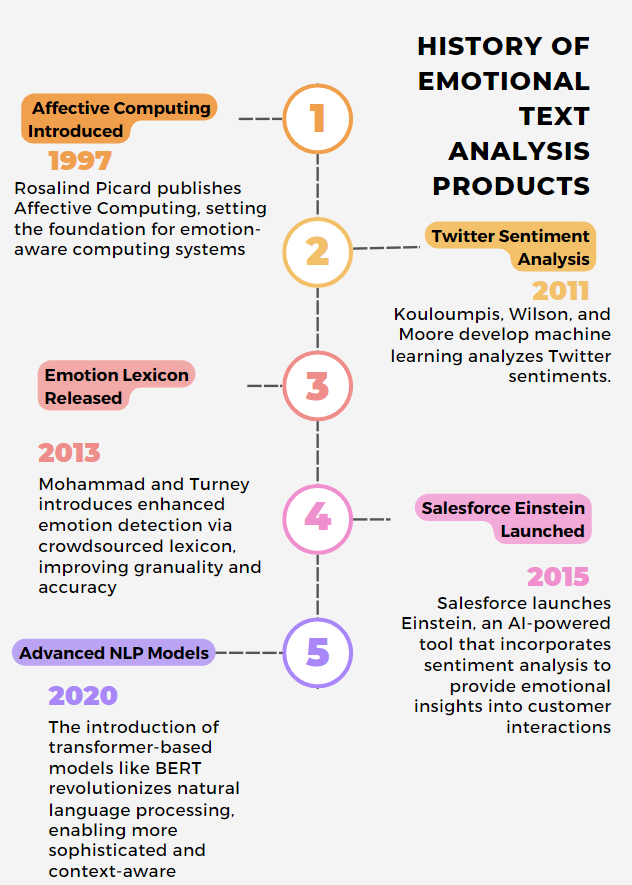 HISTORY OF
EMOTIONAL
TEXT
ANALYSIS
PRODUCTS
1
Affective Computing
Introduced
1997
Rosalind Picard publishes
Affective Computing, setting
the foundation for emotion-
aware computing systems
2
Twitter Sentiment
Analysis
2011
Kouloumpis, Wilson, and
Moore develop machine
learning analyzes Twitter
sentiments.
3
Emotion Lexicon
Released
2013
Mohammad and Turney
introduces enhanced
emotion detection via
crowdsourced lexicon,
improving granuality and
accuracy
4
Salesforce Einstein
Launched
2015
Salesforce launches
Einstein, an AI-powered
tool that incorporates
sentiment analysis to
provide emotional
insights into customer
interactions
5
Advanced NLP Models
2020
The introduction of
transformer-based
models like BERT
revolutionizes natural
language processing,
enabling more
sophisticated and
context-aware